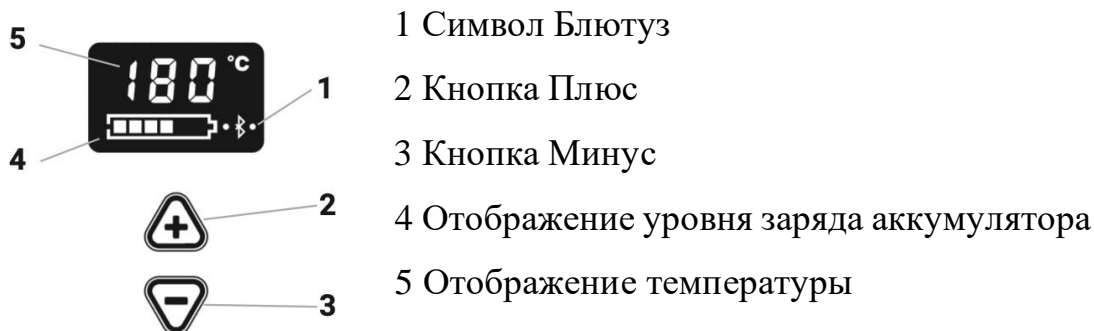 5
180 °C
1
4
2
3
1 Символ Блютуз
2 Кнопка Плюс
3 Кнопка Минус
4 Отображение уровня заряда аккумулятора
5 Отображение температуры